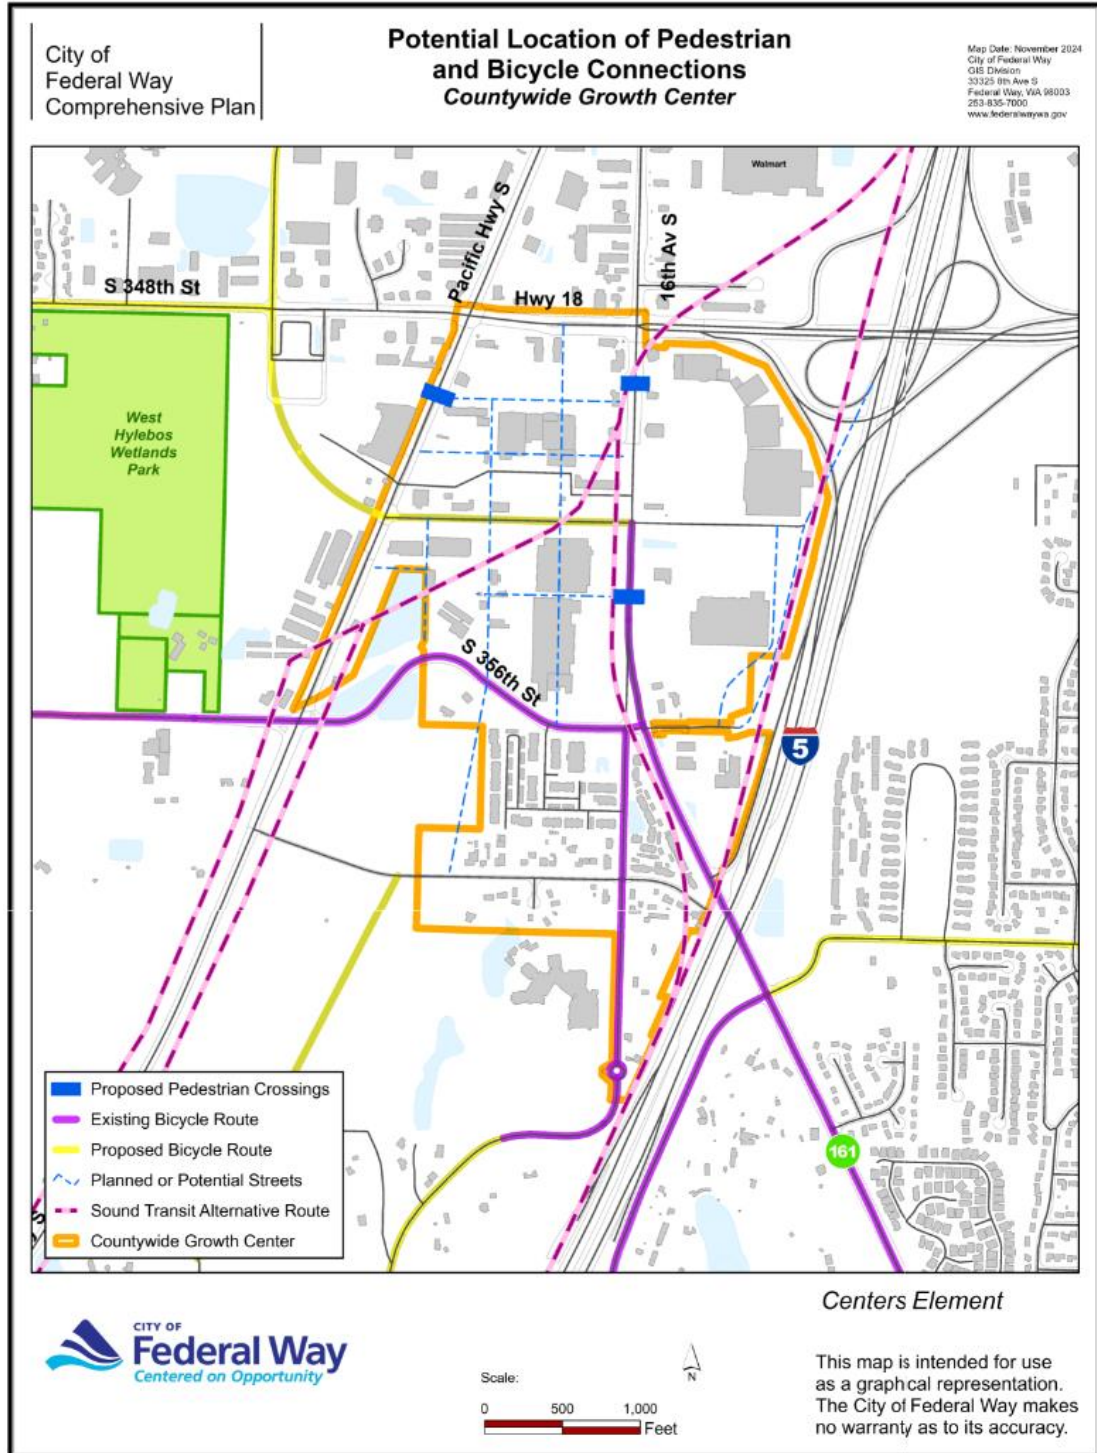 City of
Federal Way
Comprehensive Plan
Potential Location of Pedestrian
and Bicycle Connections
Countywide Growth Center
Map Date: November 2024
City of Federal Way
GIS Division
33325 8th Ave S
Federal Way, WA 98003
253-835-7000
www.federalwaywa.gov
Walmart
Pacific Hwy S
16th Av S
S 348th St
Hwy 18
West
Hylebos
Wetlands
Park
S 356th St
5
161
Proposed Pedestrian Crossings
Existing Bicycle Route
Proposed Bicycle Route
Planned or Potential Streets
Sound Transit Alternative Route
Countywide Growth Center
Centers Element
CITY OF
Federal Way
Centered on Opportunity
Scale:
0 500 1,000
Feet
N
This map is intended for use
as a graphical representation.
The City of Federal Way makes
no warranty as to its accuracy.